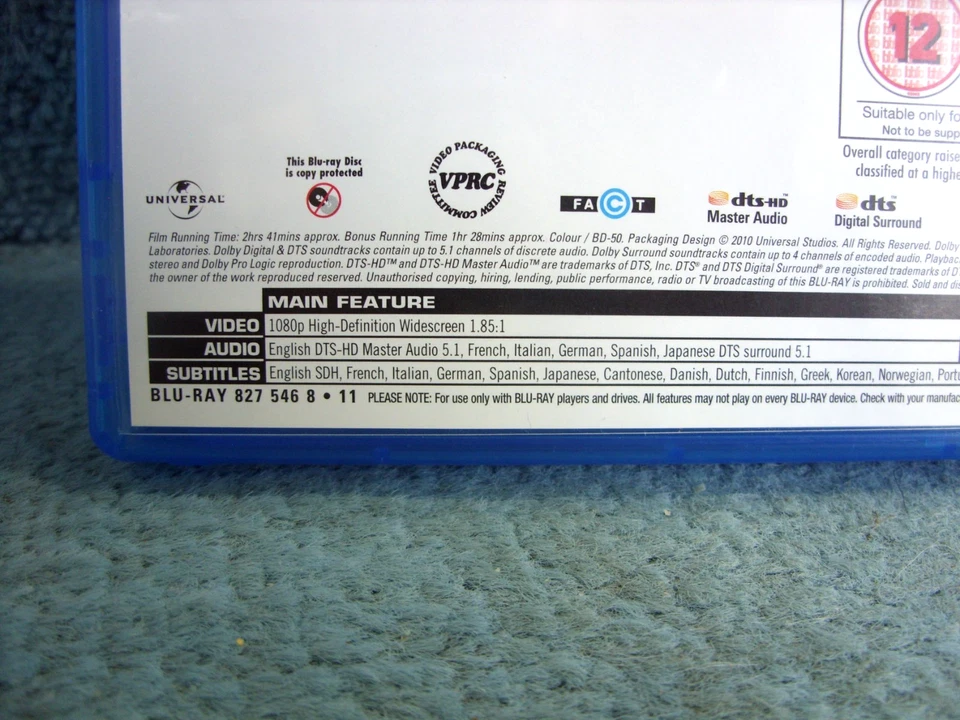 12
Suitable only fo
Not to be supp
Overall category raise
classified at a highe
UNIVERSAL
This Blu-ray Disc
is copy protected
VIDEO PACKAGING REVIEW COMMITTEE
VPRC
FACT
dts-HD™
Master Audio
dts™
Digital Surround
Film Running Time: 2hrs 41mins approx. Bonus Running Time 1hr 28mins approx. Colour / BD-50. Packaging Design © 2010 Universal Studios. All Rights Reserved. Dolby
Laboratories. Dolby Digital & DTS soundtracks contain up to 5.1 channels of discrete audio. Dolby Surround soundtracks contain up to 4 channels of encoded audio. Playbac
stereo and Dolby Pro Logic reproduction. DTS-HD™ and DTS-HD Master Audio™ are trademarks of DTS, Inc. DTS® and DTS Digital Surround® are registered trademarks of DT
the owner of the work reproduced reserved. Unauthorised copying, hiring, lending, public performance, radio or TV broadcasting of this BLU-RAY is prohibited. Sold and dis
MAIN FEATURE
VIDEO 1080p High-Definition Widescreen 1.85:1
AUDIO English DTS-HD Master Audio 5.1, French, Italian, German, Spanish, Japanese DTS surround 5.1
SUBTITLES English SDH, French, Italian, German, Spanish, Japanese, Cantonese, Danish, Dutch, Finnish, Greek, Korean, Norwegian, Portu
BLU-RAY 827 546 8 • 11 PLEASE NOTE: For use only with BLU-RAY players and drives. All features may not play on every BLU-RAY device. Check with your manufac